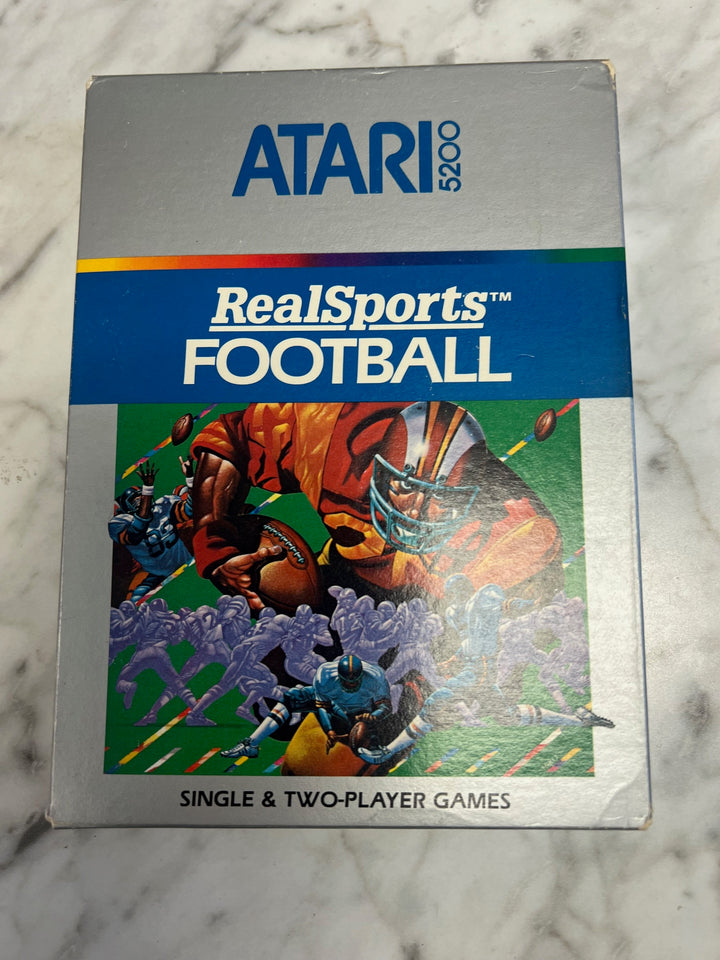 ATARI 5200
RealSports™
FOOTBALL
SINGLE & TWO-PLAYER GAMES